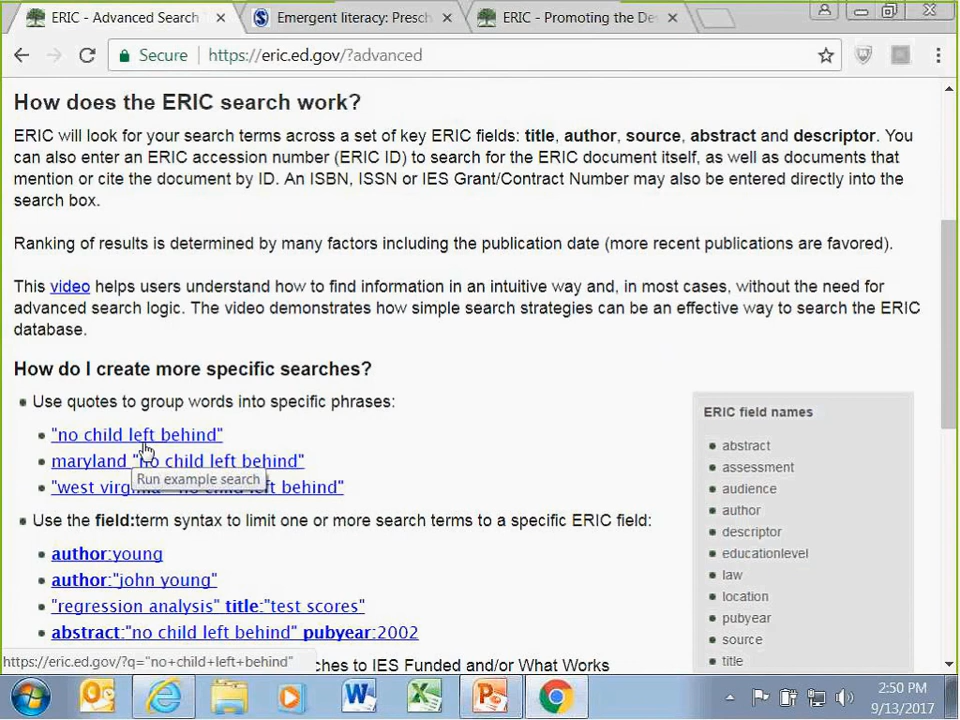 ERIC - Advanced Search
Emergent literacy: Presch
ERIC - Promoting the De
Secure
https://eric.ed.gov/?advanced
How does the ERIC search work?
ERIC will look for your search terms across a set of key ERIC fields: title, author, source, abstract and descriptor. You
can also enter an ERIC accession number (ERIC ID) to search for the ERIC document itself, as well as documents that
mention or cite the document by ID. An ISBN, ISSN or IES Grant/Contract Number may also be entered directly into the
search box.
Ranking of results is determined by many factors including the publication date (more recent publications are favored).
This video helps users understand how to find information in an intuitive way and, in most cases, without the need for
advanced search logic. The video demonstrates how simple search strategies can be an effective way to search the ERIC
database.
How do I create more specific searches?
Use quotes to group words into specific phrases:
"no child left behind"
maryland "no child left behind"
Run example search
"west virg left behind"
Use the field:term syntax to limit one or more search terms to a specific ERIC field:
author:young
author:"john young"
"regression analysis" title:"test scores"
abstract:"no child left behind" pubyear:2002
ches to IES Funded and/or What Works
ERIC field names
abstract
assessment
audience
author
descriptor
educationlevel
law
location
pubyear
source
title
https://eric.ed.gov/?q="no+child+left+behind"
2:50 PM
9/13/2017